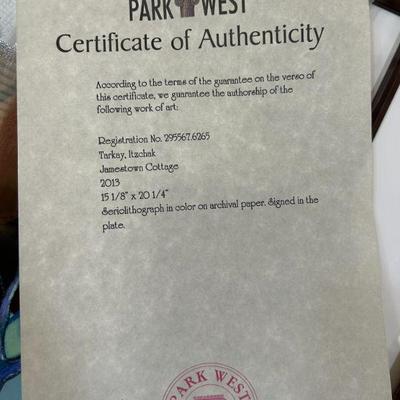 PARK WEST
Certificate of Authenticity
According to the terms of the guarantee on the verso of
this certificate, we guarantee the authorship of the
following work of art:
Registration No. 295567.6265
Tarkay, Itzchak
Jamestown Cottage
2013
15 1/8" x 20 1/4"
Seriolithograph in color on archival paper. Signed in the
plate.
PARK WEST